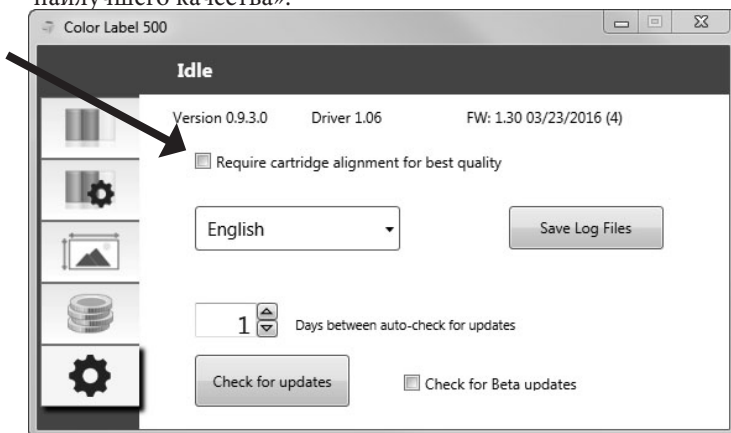 наилучшего качества».
Color Label 500
Idle
Version 0.9.3.0 Driver 1.06 FW: 1.30 03/23/2016 (4)
Require cartridge alignment for best quality
English Save Log Files
1 Days between auto-check for updates
Check for updates Check for Beta updates